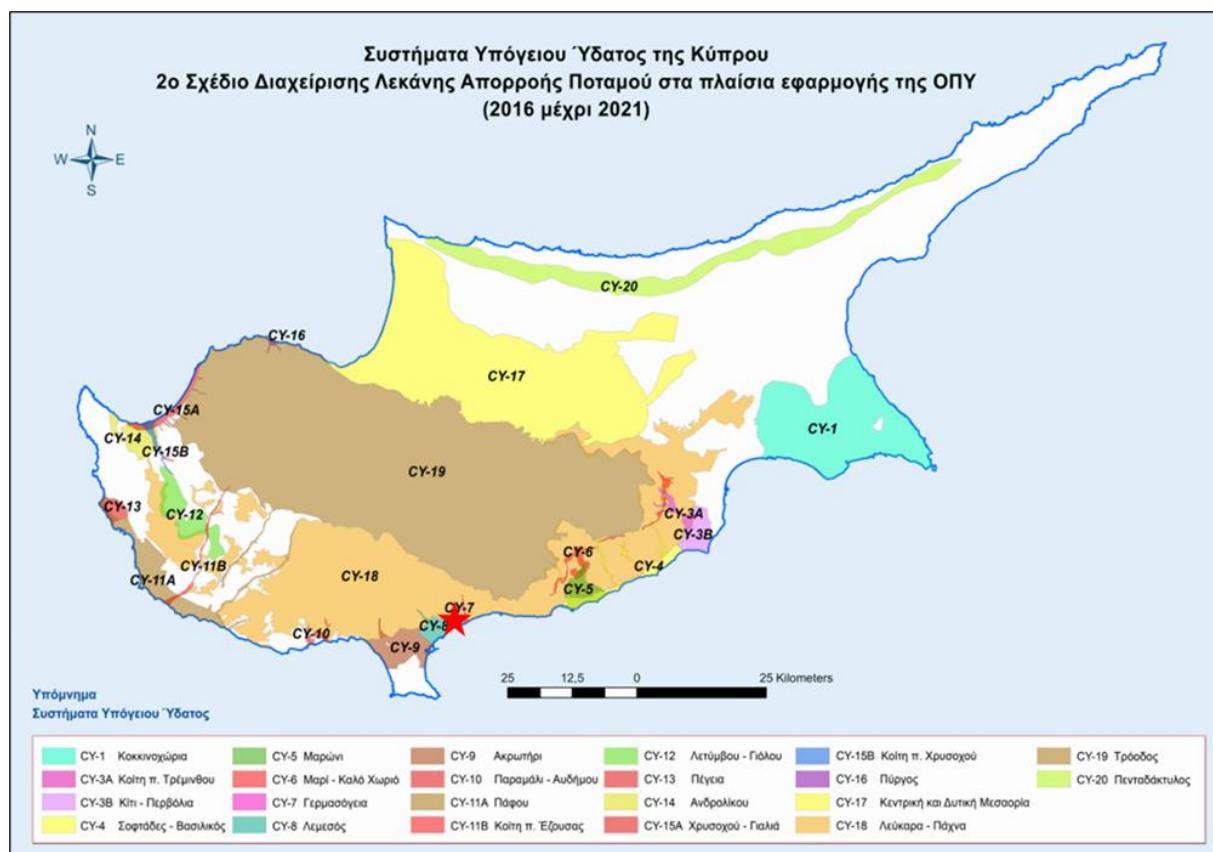 Συστήματα Υπόγειου Ύδατος της Κύπρου
2ο Σχέδιο Διαχείρισης Λεκάνης Απορροής Ποταμού στα πλαίσια εφαρμογής της ΟΠΥ
(2016 μέχρι 2021)
N
W E
S
CY-20
CY-16
CY-17
CY-15A
CY-1
CY-14
CY-15B
CY-19
CY-13
CY-12
CY-3A
CY-3B
CY-6
CY-11B
CY-4
CY-11A
CY-18
CY-5
CY-7
CY-8
CY-10
CY-9
25 12,5 0 25 Kilometers
Υπόμνημα
Συστήματα Υπόγειου Ύδατος
CY-1 Κοκκινοχώρια CY-5 Μαρώνι CY-9 Ακρωτήρι CY-12 Λετύμβου - Γιόλου CY-15B Κοίτη π. Χρυσοχού CY-19 Τρόοδος
CY-3A Κοίτη π. Τρέμινθου CY-6 Μαρί - Καλό Χωριό CY-10 Παραμάλι - Αυδήμου CY-13 Πέγεια CY-16 Πύργος CY-20 Πενταδάκτυλος
CY-3B Κίτι - Περβόλια CY-7 Γερμασόγεια CY-11A Πάφου CY-14 Ανδρολίκου CY-17 Κεντρική και Δυτική Μεσαορία
CY-4 Σοφτάδες - Βασιλικός CY-8 Λεμεσός CY-11B Κοίτη π. Έζουσας CY-15A Χρυσοχού - Γιαλιά CY-18 Λεύκαρα - Πάχνα